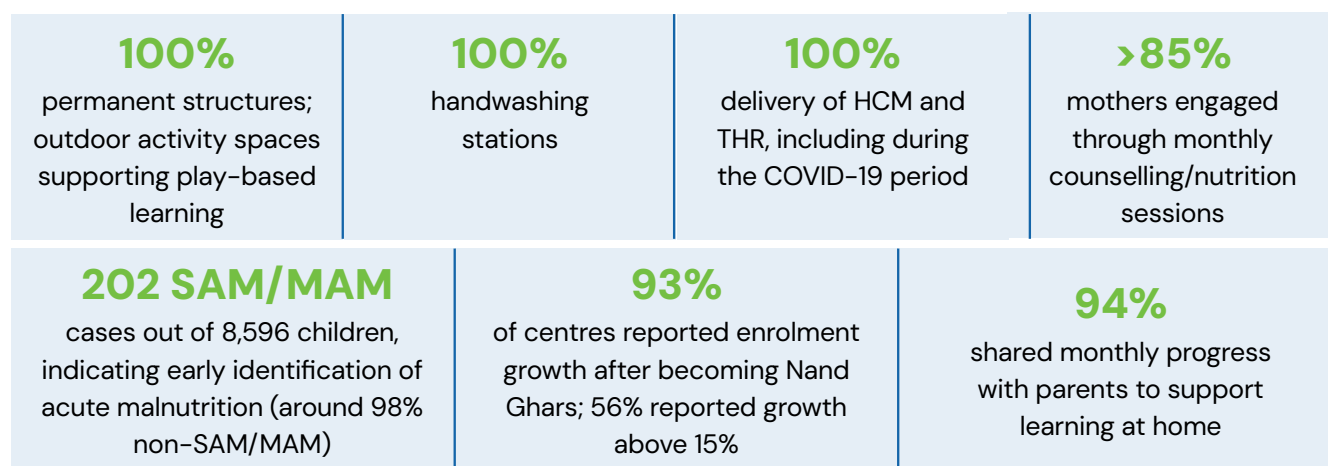 100%
permanent structures;
outdoor activity spaces
supporting play-based
learning
100%
handwashing
stations
100%
delivery of HCM and
THR, including during
the COVID-19 period
>85%
mothers engaged
through monthly
counselling/nutrition
sessions
202 SAM/MAM
cases out of 8,596 children,
indicating early identification of
acute malnutrition (around 98%
non-SAM/MAM)
93%
of centres reported enrolment
growth after becoming Nand
Ghars; 56% reported growth
above 15%
94%
shared monthly progress
with parents to support
learning at home